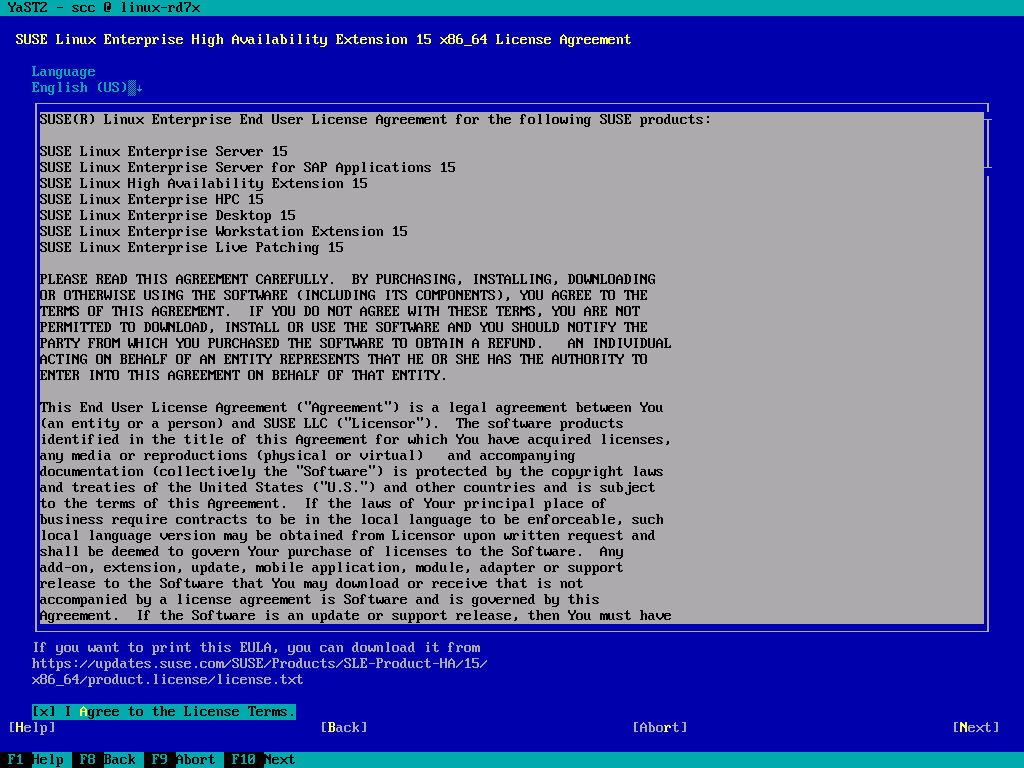 YaST2 - scc @ linux-rd7x
SUSE Linux Enterprise High Availability Extension 15 x86_64 License Agreement
Language
English (US)▒↓
SUSE(R) Linux Enterprise End User License Agreement for the following SUSE products:
SUSE Linux Enterprise Server 15
SUSE Linux Enterprise Server for SAP Applications 15
SUSE Linux High Availability Extension 15
SUSE Linux Enterprise HPC 15
SUSE Linux Enterprise Desktop 15
SUSE Linux Enterprise Workstation Extension 15
SUSE Linux Enterprise Live Patching 15
PLEASE READ THIS AGREEMENT CAREFULLY.  BY PURCHASING, INSTALLING, DOWNLOADING
OR OTHERWISE USING THE SOFTWARE (INCLUDING ITS COMPONENTS), YOU AGREE TO THE
TERMS OF THIS AGREEMENT.  IF YOU DO NOT AGREE WITH THESE TERMS, YOU ARE NOT
PERMITTED TO DOWNLOAD, INSTALL OR USE THE SOFTWARE AND YOU SHOULD NOTIFY THE
PARTY FROM WHICH YOU PURCHASED THE SOFTWARE TO OBTAIN A REFUND.   AN INDIVIDUAL
ACTING ON BEHALF OF AN ENTITY REPRESENTS THAT HE OR SHE HAS THE AUTHORITY TO
ENTER INTO THIS AGREEMENT ON BEHALF OF THAT ENTITY.
This End User License Agreement ("Agreement") is a legal agreement between You
(an entity or a person) and SUSE LLC ("Licensor").  The software products
identified in the title of this Agreement for which You have acquired licenses,
any media or reproductions (physical or virtual)   and accompanying
documentation (collectively the "Software") is protected by the copyright laws
and treaties of the United States ("U.S.") and other countries and is subject
to the terms of this Agreement.  If the laws of Your principal place of
business require contracts to be in the local language to be enforceable, such
local language version may be obtained from Licensor upon written request and
shall be deemed to govern Your purchase of licenses to the Software.  Any
add-on, extension, update, mobile application, module, adapter or support
release to the Software that You may download or receive that is not
accompanied by a license agreement is Software and is governed by this
Agreement.  If the Software is an update or support release, then You must have
If you want to print this EULA, you can download it from
https://updates.suse.com/SUSE/Products/SLE-Product-HA/15/
x86_64/product.license/license.txt
[x] I Agree to the License Terms.
[Help] [Back] [Abort] [Next]
F1 Help F8 Back F9 Abort F10 Next